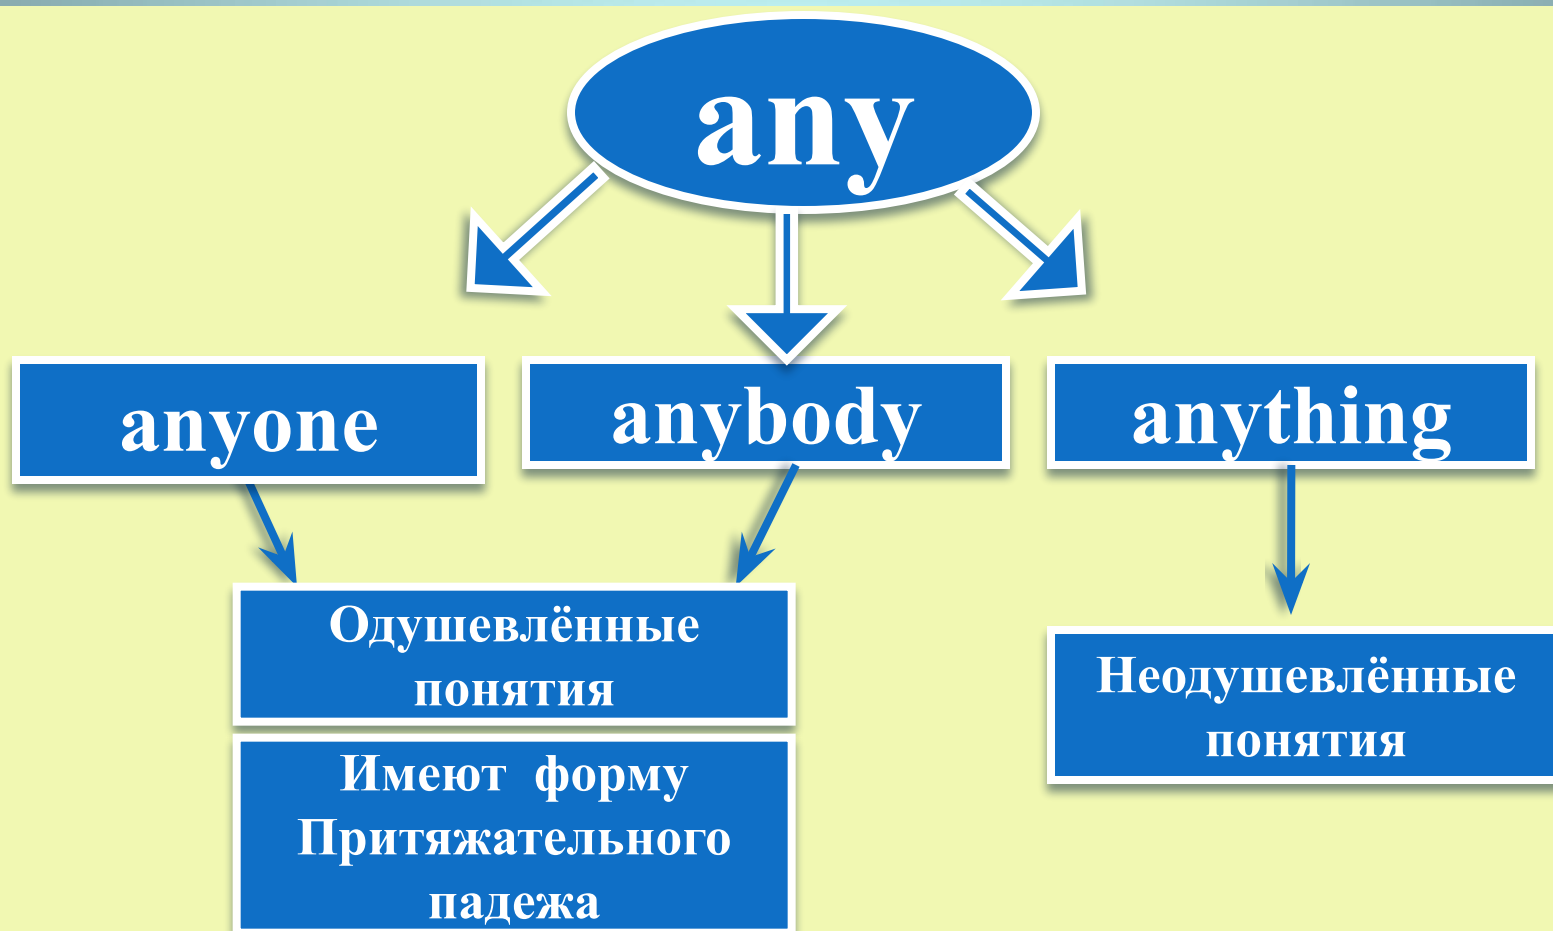 any
anyone
anybody
anything
Одушевлённые
понятия
Имеют форму
Притяжательного
падежа
Неодушевлённые
понятия